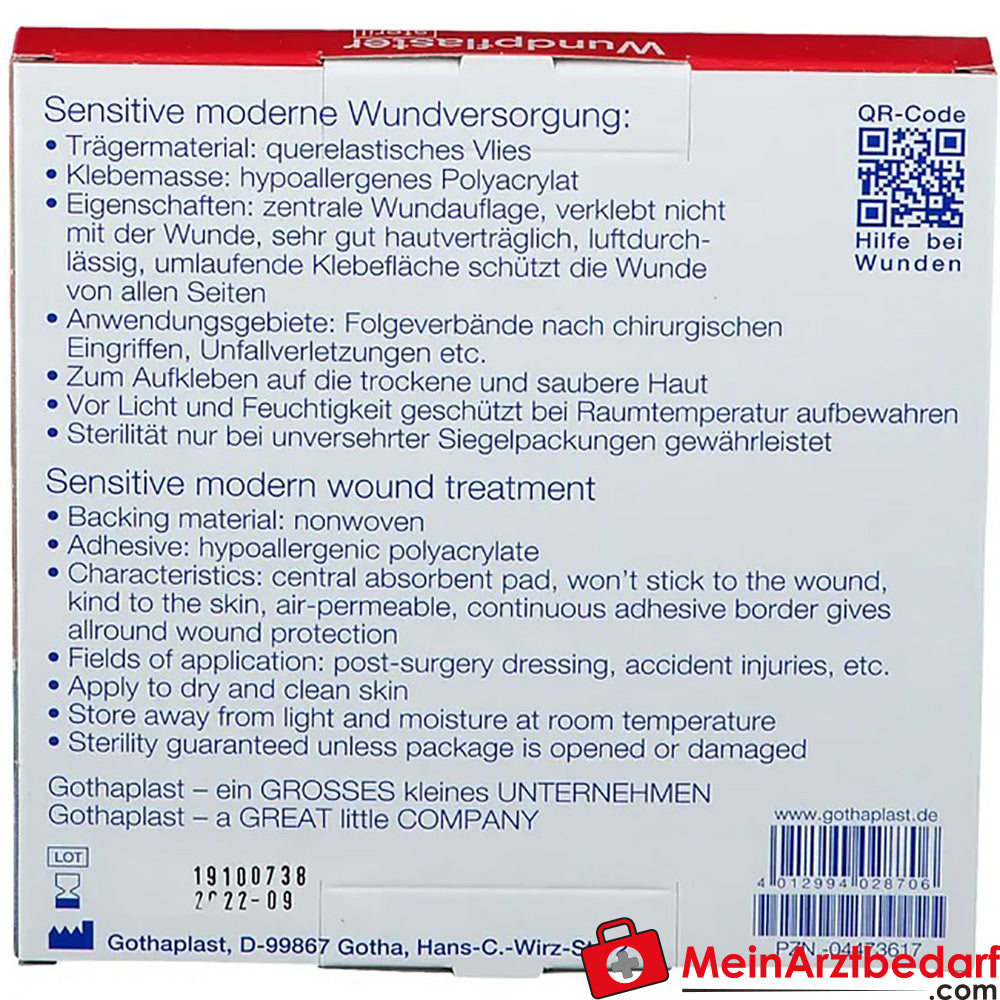 Wundpflaster
steril
Sensitive moderne Wundversorgung:
• Trägermaterial: querelastisches Vlies
• Klebemasse: hypoallergenes Polyacrylat
• Eigenschaften: zentrale Wundauflage, verklebt nicht
mit der Wunde, sehr gut hautverträglich, luftdurch-
lässig, umlaufende Klebefläche schützt die Wunde
von allen Seiten
• Anwendungsgebiete: Folgeverbände nach chirurgischen
Eingriffen, Unfallverletzungen etc.
• Zum Aufkleben auf die trockene und saubere Haut
• Vor Licht und Feuchtigkeit geschützt bei Raumtemperatur aufbewahren
• Sterilität nur bei unversehrter Siegelpackungen gewährleistet
QR-Code
Hilfe bei
Wunden
Sensitive modern wound treatment
• Backing material: nonwoven
• Adhesive: hypoallergenic polyacrylate
• Characteristics: central absorbent pad, won't stick to the wound,
kind to the skin, air-permeable, continuous adhesive border gives
allround wound protection
• Fields of application: post-surgery dressing, accident injuries, etc.
• Apply to dry and clean skin
• Store away from light and moisture at room temperature
• Sterility guaranteed unless package is opened or damaged
Gothaplast – ein GROSSES kleines UNTERNEHMEN
Gothaplast – a GREAT little COMPANY
www.gothaplast.de
LOT
19100738
2022-09
4 012994 028706
PZN -04473617
Gothaplast, D-99867 Gotha, Hans-C.-Wirz-
MeinArztbedarf
.com